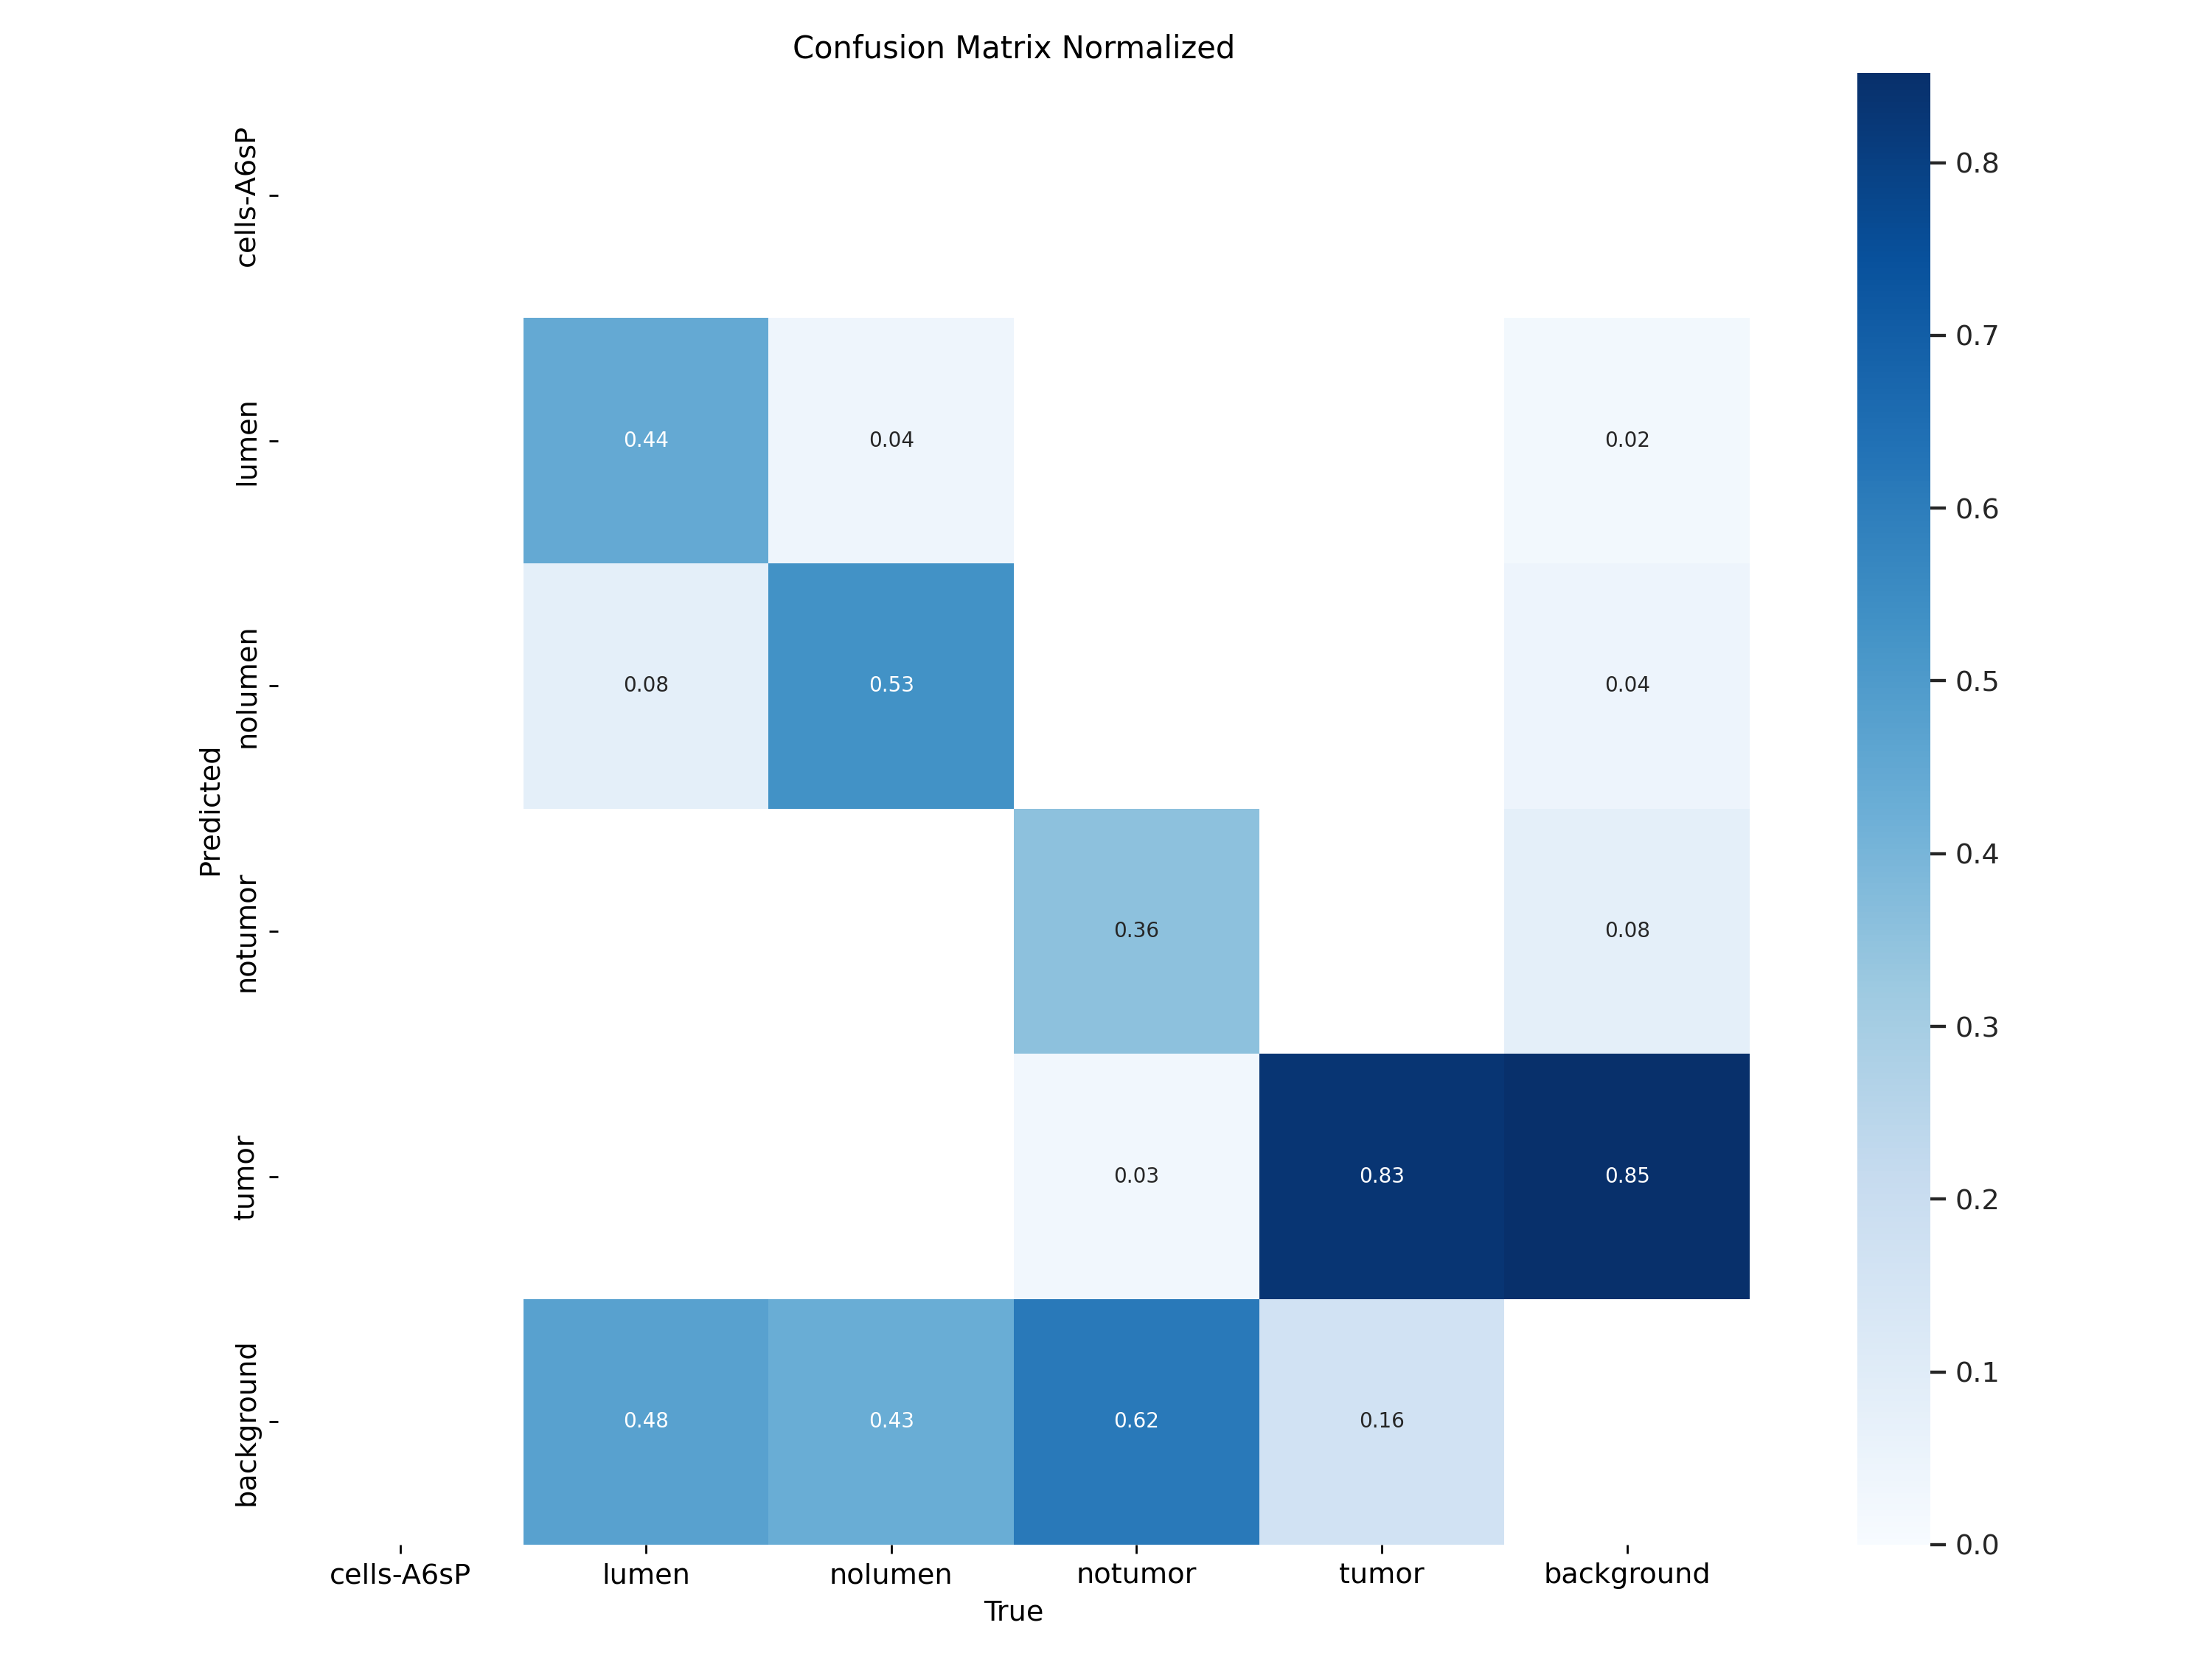 Confusion Matrix Normalized
Predicted
cells-A6sP
lumen
0.44
0.04
0.02
nolumen
0.08
0.53
0.04
notumor
0.36
0.08
tumor
0.03
0.83
0.85
background
0.48
0.43
0.62
0.16
cells-A6sP
lumen
nolumen
notumor
tumor
background
True
0.8
0.7
0.6
0.5
0.4
0.3
0.2
0.1
0.0